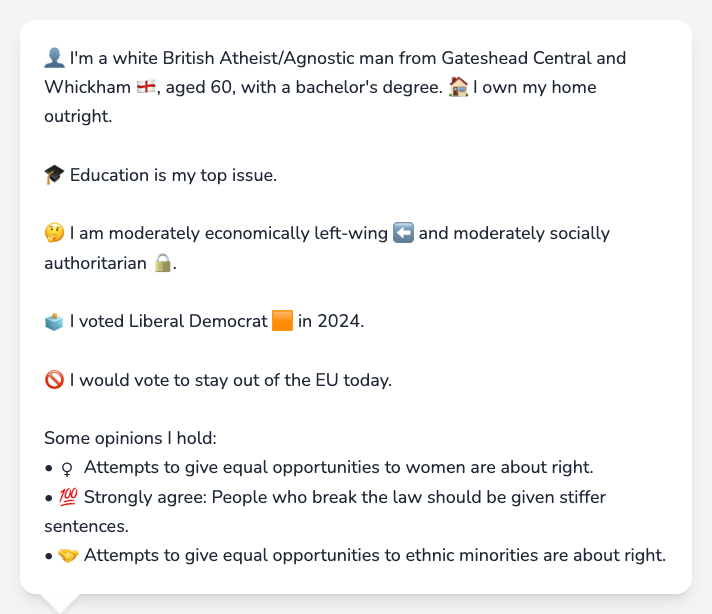 👤 I'm a white British Atheist/Agnostic man from Gateshead Central and
Whickham 🏴󠁧󠁢󠁥󠁮󠁧󠁿, aged 60, with a bachelor's degree. 🏠 I own my home
outright.
🎓 Education is my top issue.
🤔 I am moderately economically left-wing ⬅️ and moderately socially
authoritarian 🔒.
🗳️ I voted Liberal Democrat 🟧 in 2024.
🚫 I would vote to stay out of the EU today.
Some opinions I hold:
• ♀ Attempts to give equal opportunities to women are about right.
• 💯 Strongly agree: People who break the law should be given stiffer
sentences.
• 🤝 Attempts to give equal opportunities to ethnic minorities are about right.